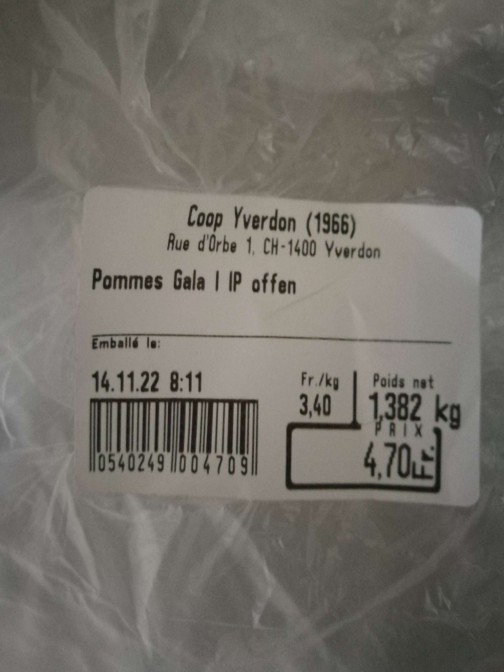 Coop Yverdon (1966)
Rue d'Orbe 1, CH-1400 Yverdon
Pommes Gala I IP offen
Emballé le:
14.11.22 8:11
Fr./kg
3,40
Poids net
1,382 kg
PRIX
4,70 Fr.
0540249 004709